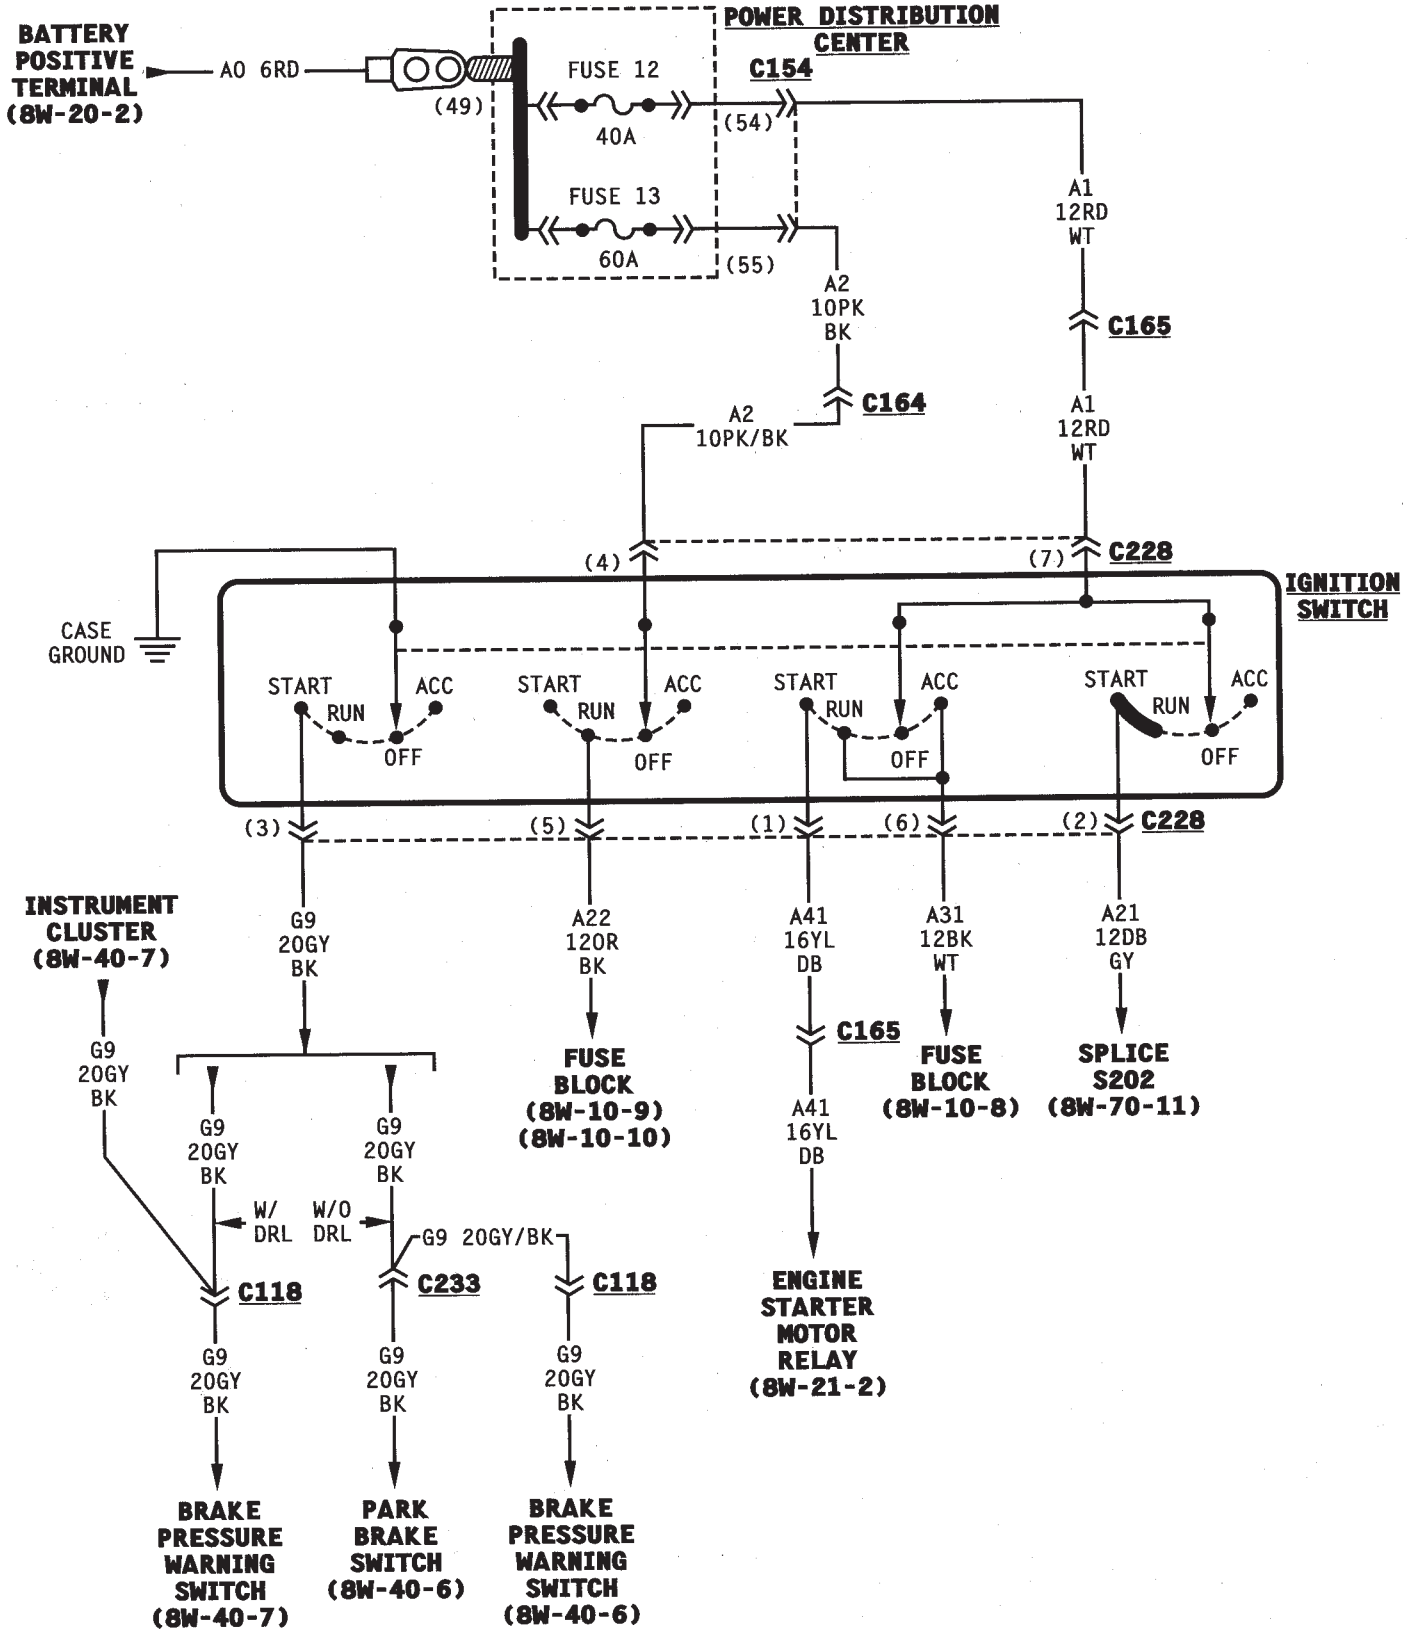 BATTERY
POSITIVE
TERMINAL
(8W-20-2)
A0 6RD
(49)
POWER DISTRIBUTION
CENTER
FUSE 12
40A
C154
(54)
FUSE 13
60A
(55)
A1
12RD
WT
A2
10PK
BK
C165
C164
A2
10PK/BK
A1
12RD
WT
(4)
(7)
C228
IGNITION
SWITCH
CASE
GROUND
START
RUN
ACC
OFF
START
RUN
ACC
OFF
START
RUN
ACC
OFF
START
RUN
ACC
OFF
(3)
(5)
(1)
(6)
(2)
C228
INSTRUMENT
CLUSTER
(8W-40-7)
G9
20GY
BK
A22
12OR
BK
A41
16YL
DB
A31
12BK
WT
A21
12DB
GY
C165
G9
20GY
BK
FUSE
BLOCK
(8W-10-9)
(8W-10-10)
FUSE
BLOCK
(8W-10-8)
SPLICE
S202
(8W-70-11)
G9
20GY
BK
G9
20GY
BK
A41
16YL
DB
W/
DRL
W/O
DRL
G9 20GY/BK
C118
C233
C118
ENGINE
STARTER
MOTOR
RELAY
(8W-21-2)
G9
20GY
BK
G9
20GY
BK
G9
20GY
BK
BRAKE
PRESSURE
WARNING
SWITCH
(8W-40-7)
PARK
BRAKE
SWITCH
(8W-40-6)
BRAKE
PRESSURE
WARNING
SWITCH
(8W-40-6)